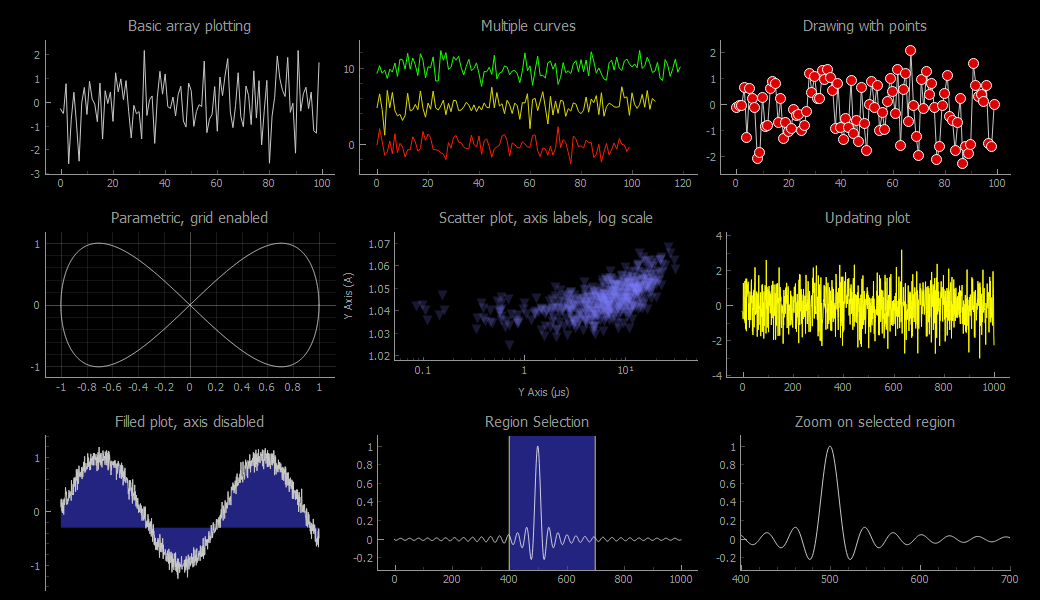 Basic array plotting
2
1
0
-1
-2
-3
0 20 40 60 80 100
Multiple curves
10
0
0 20 40 60 80 100 120
Drawing with points
2
1
0
-1
-2
0 20 40 60 80 100
Parametric, grid enabled
1
0
-1
-1 -0.8 -0.6 -0.4 -0.2 0 0.2 0.4 0.6 0.8 1
Scatter plot, axis labels, log scale
Y Axis (A)
1.07
1.06
1.05
1.04
1.03
1.02
0.1 1 10¹
Y Axis (µs)
Updating plot
4
2
0
-2
-4
0 200 400 600 800 1000
Filled plot, axis disabled
1
0
-1
Region Selection
1
0.8
0.6
0.4
0.2
0
-0.2
0 200 400 600 800 1000
Zoom on selected region
1
0.8
0.6
0.4
0.2
0
-0.2
400 500 600 700